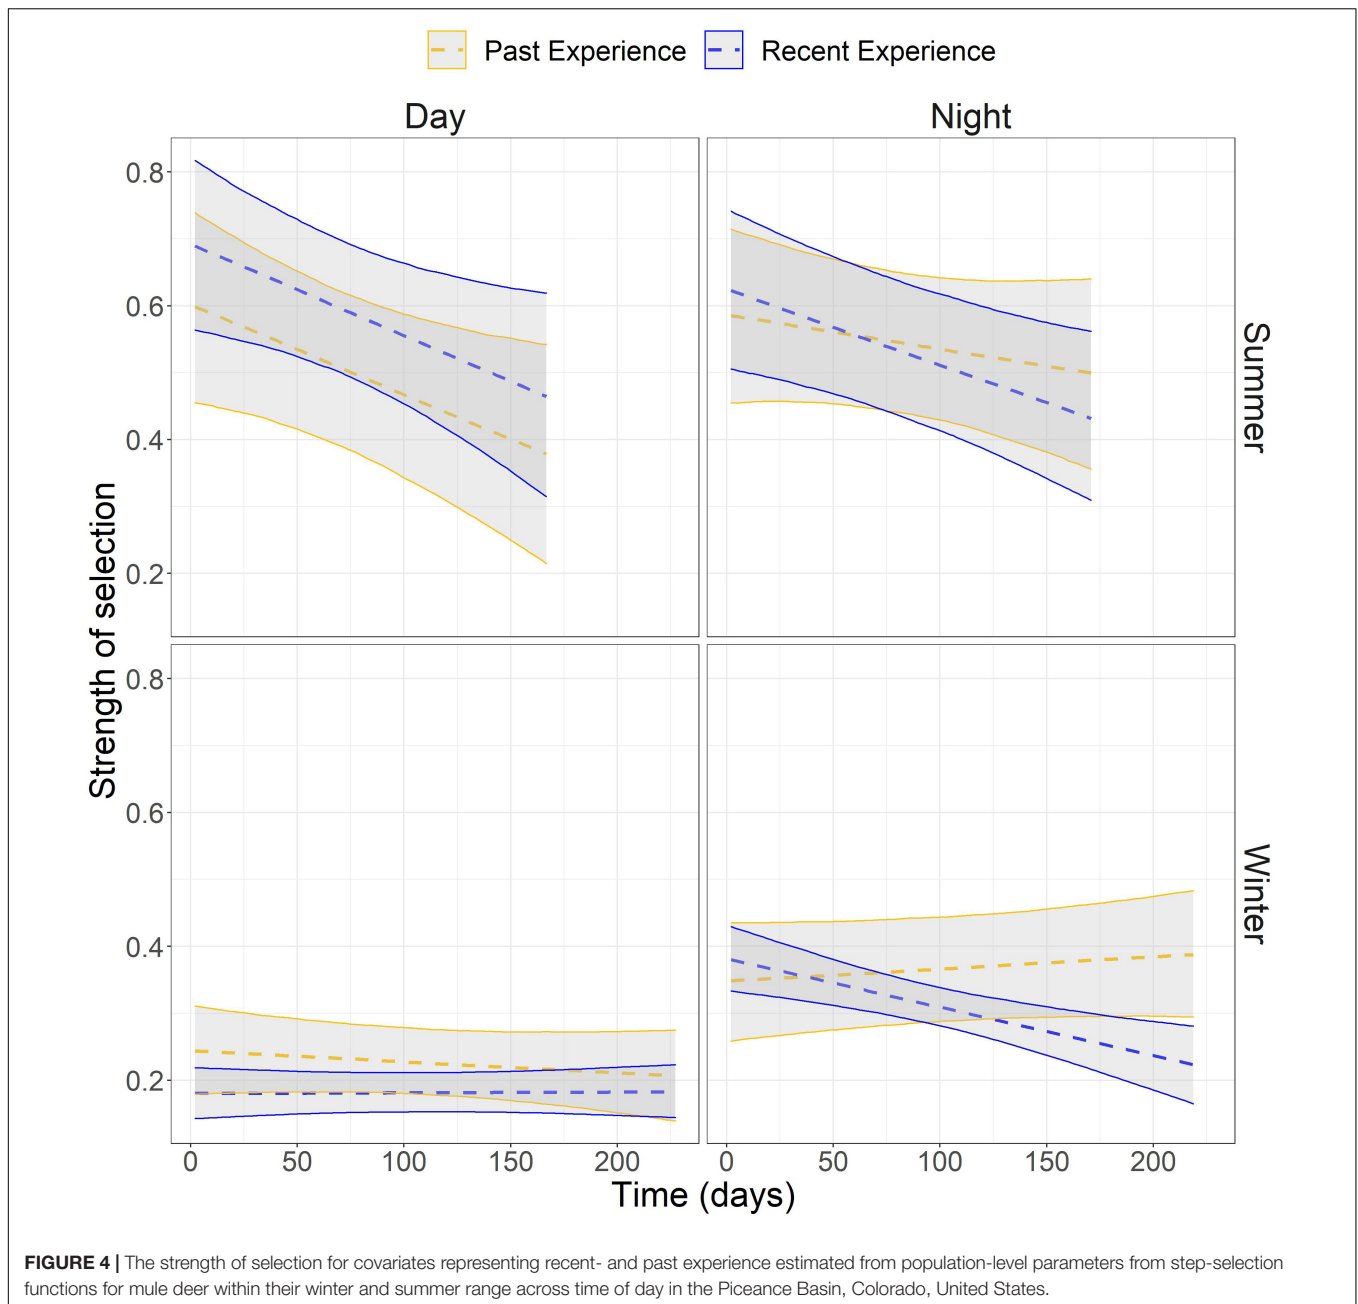 Past Experience Recent Experience
Day Night
0.8
0.6
0.4
0.2
Summer
Strength of selection
0.8
0.6
0.4
0.2
Winter
0 50 100 150 200 0 50 100 150 200
Time (days)
FIGURE 4 | The strength of selection for covariates representing recent- and past experience estimated from population-level parameters from step-selection
functions for mule deer within their winter and summer range across time of day in the Piceance Basin, Colorado, United States.